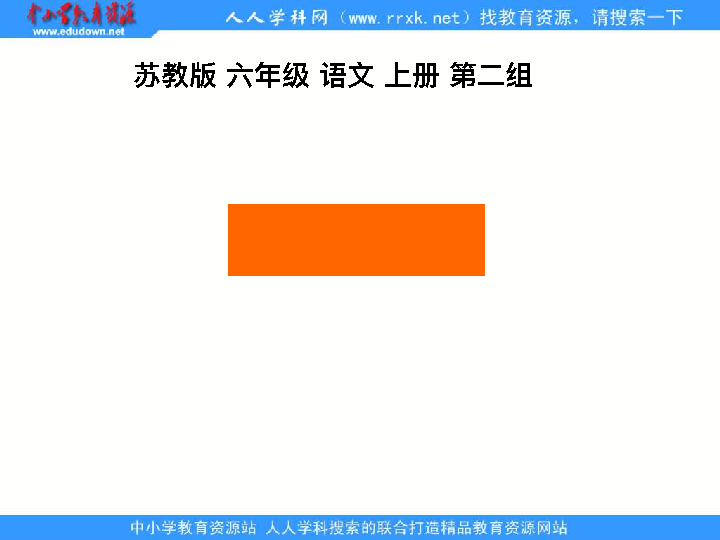 中小学教育资源
www.edudown.net
人人学科网（www.rrxk.net）找教育资源，请搜索一下
苏教版 六年级 语文 上册 第二组
中小学教育资源站 人人学科搜索的联合打造精品教育资源网站